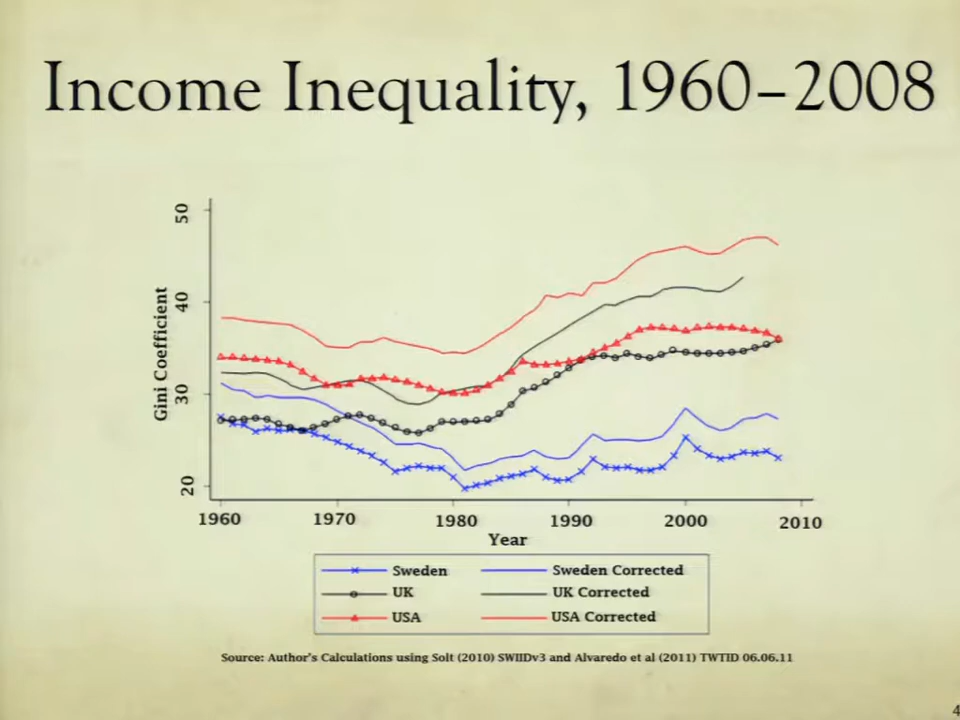 Income Inequality, 1960–2008
50
40
30
20
Gini Coefficient
1960 1970 1980 1990 2000 2010
Year
Sweden Sweden Corrected
UK UK Corrected
USA USA Corrected
Source: Author's Calculations using Solt (2010) SWIIDv3 and Alvaredo et al (2011) TWTID 06.06.11
4